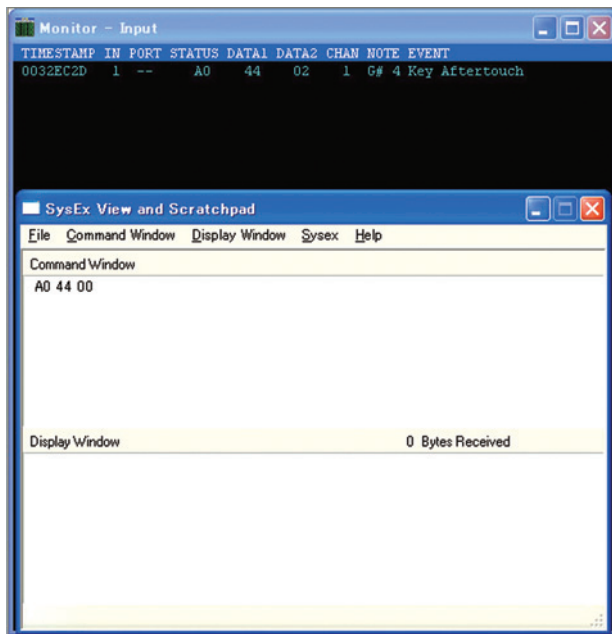 Monitor - Input
TIMESTAMP IN PORT STATUS DATA1 DATA2 CHAN NOTE EVENT
0032EC2D 1 -- A0 44 02 1 G# 4 Key Aftertouch
SysEx View and Scratchpad
File Command Window Display Window Sysex Help
Command Window
A0 44 00
Display Window 0 Bytes Received